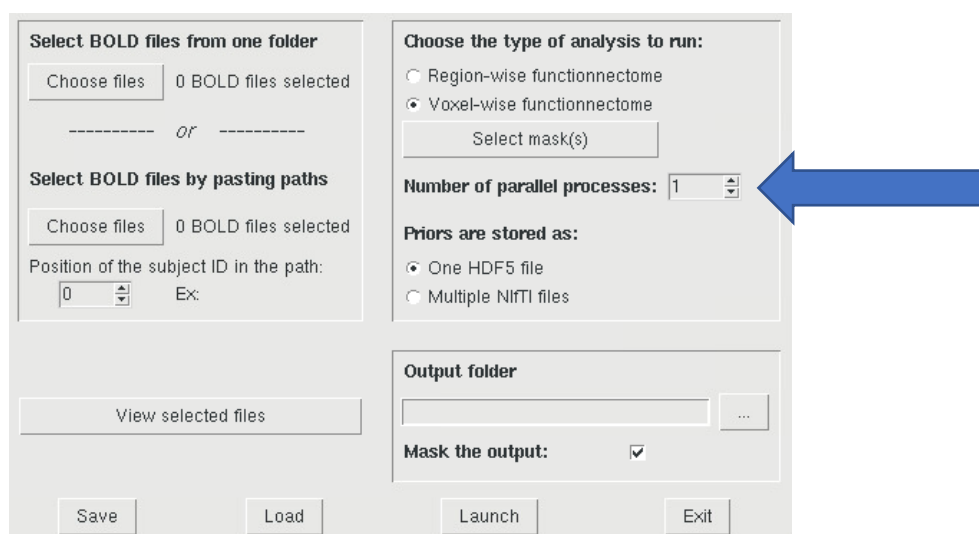 Select BOLD files from one folder
Choose files
0 BOLD files selected
---------- or ----------
Select BOLD files by pasting paths
Choose files
0 BOLD files selected
Position of the subject ID in the path:
0
Ex:
View selected files
Choose the type of analysis to run:
Region-wise functionnectome
Voxel-wise functionnectome
Select mask(s)
Number of parallel processes: 1
Priors are stored as:
One HDF5 file
Multiple NIfTI files
Output folder
...
Mask the output:
Save
Load
Launch
Exit